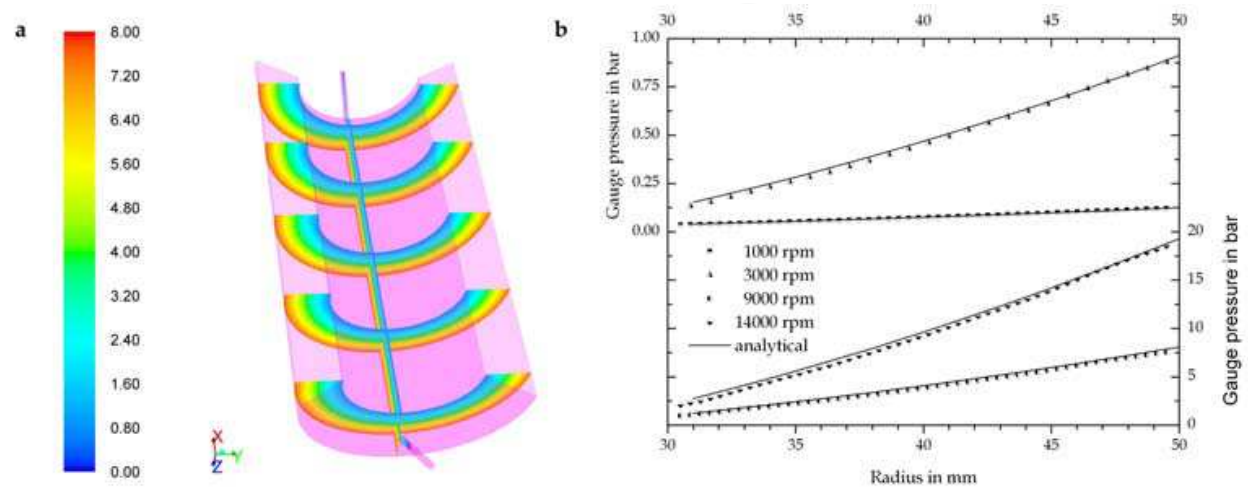 a
8.00
7.20
6.40
5.60
4.80
4.00
3.20
2.40
1.60
0.80
0.00
X
Y
Z
b
30 35 40 45 50
1.00
0.75
0.50
0.25
0.00
Gauge pressure in bar
1000 rpm
3000 rpm
9000 rpm
14000 rpm
analytical
20
15
10
5
0
Gauge pressure in bar
30 35 40 45 50
Radius in mm